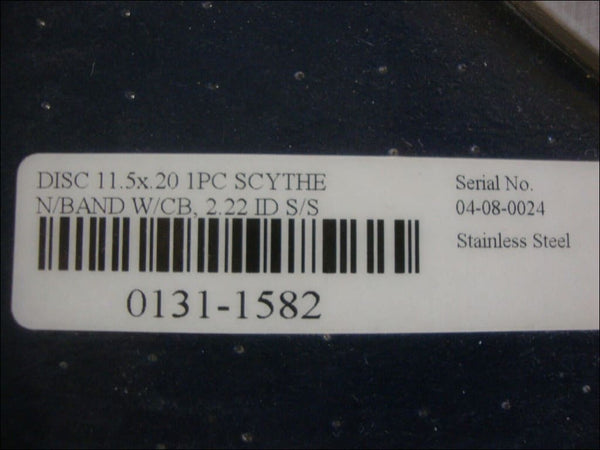 DISC 11.5x.20 1PC SCYTHE
N/BAND W/CB, 2.22 ID S/S
0131-1582
Serial No.
04-08-0024
Stainless Steel